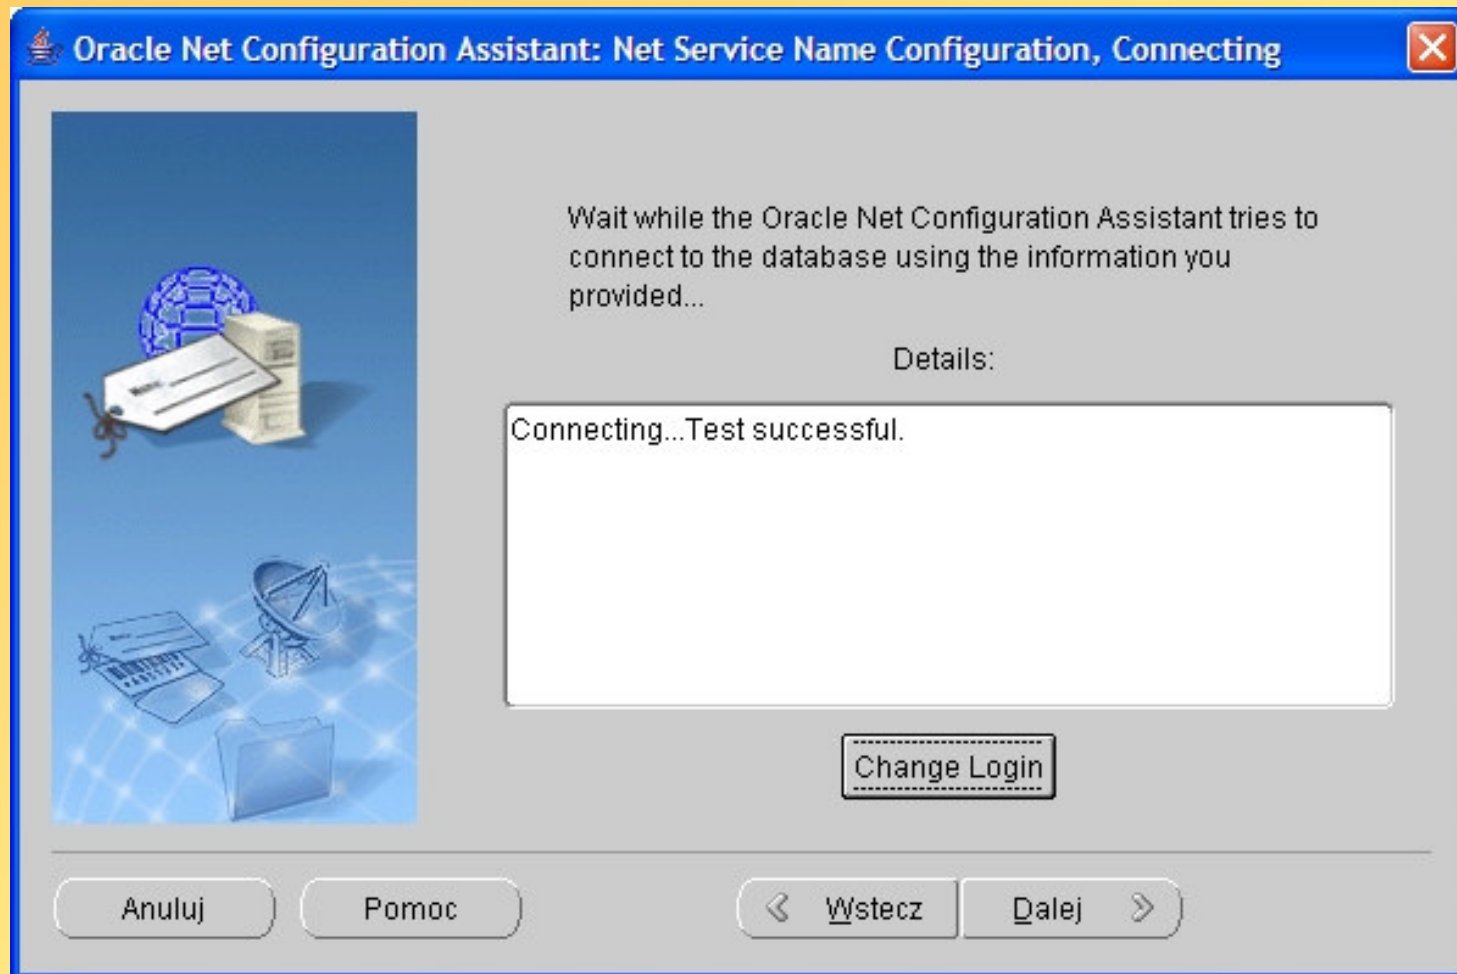 Oracle Net Configuration Assistant: Net Service Name Configuration, Connecting
Wait while the Oracle Net Configuration Assistant tries to
connect to the database using the information you
provided...
Details:
Connecting...Test successful.
Change Login
Anuluj
Pomoc
Wstecz
Dalej